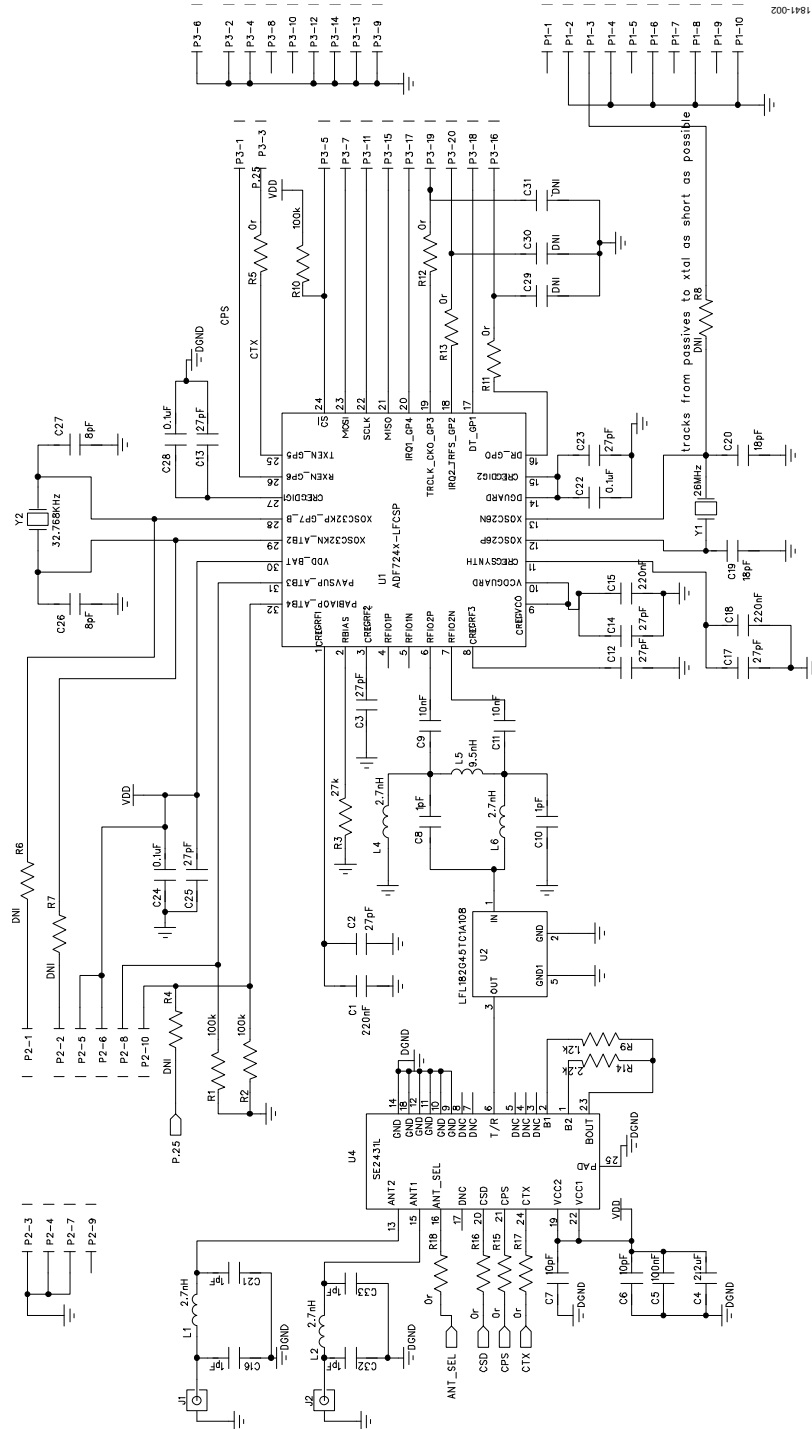 1841-002
P3-6
P3-2
P3-4
P3-8
P3-10
P3-12
P3-14
P3-13
P3-9
P1-1
P1-2
P1-3
P1-4
P1-5
P1-6
P1-7
P1-8
P1-9
P1-10
P3-1
P3-3
P3-5
P3-7
P3-11
P3-15
P3-17
P3-19
P3-20
P3-18
P3-16
P.25
VDD
0r
R5
100k
R10
CPS
CTX
0r
R12
0r
R13
0r
R11
C31
DNI
C30
DNI
C29
DNI
tracks from passives to xtal as short as possible
R8
DNI
DGND
0.1uF
C28
27pF
C13
C27
8pF
Y2
32.768KHz
C26
8pF
24
CS
23
MOSI
22
SCLK
21
MISO
20
IRQ1_GP4
19
TRCLK_CKO_GP3
18
IRQ2_TRFS_GP2
17
DT_GP1
25
TXEN_GP5
26
RXEN_GP6
27
CREGDIG1
28
XOSC32KP_GP7_B
29
XOSC32KN_ATB2
30
VDD_BAT
31
PAVSUP_ATB3
32
PABIAOP_ATB4
U1
ADF724X-LFCSP
16
DR_GP0
15
CREGDIG2
14
DGUARD
13
XOSC26N
12
XOSC26P
11
CREGSYNTH
10
VCOGUARD
9
CREGVCO
1
CREGRF1
2
RBIAS
3
CREGRF2
4
RFIO1P
5
RFIO1N
6
RFIO2P
7
RFIO2N
8
CREGRF3
C23
27pF
C22
0.1uF
26MHz
Y1
C20
18pF
C19
18pF
C15
220nF
C14
27pF
C12
27pF
C18
220nF
C17
27pF
R6
DNI
R7
DNI
VDD
0.1uF
C24
27pF
C25
P2-1
P2-2
P2-5
P2-6
P2-8
P2-10
R4
DNI
P.25
100k
R1
100k
R2
27k
R3
27pF
C3
C2
27pF
C1
220nF
10nF
C9
10nF
C11
2.7nH
L4
1pF
C8
L5
9.5nH
2.7nH
L6
1pF
C10
LFL182G45TC1A108
U2
1
IN
OUT
3
GND
2
GND1
5
P2-3
P2-4
P2-7
P2-9
U4
SE2431L
DGND
14
GND
18
GND
12
GND
11
GND
10
GND
9
GND
8
DNC
7
DNC
6
T/R
5
DNC
4
DNC
3
DNC
2
B1
1
B2
23
BOUT
PAD
25
DGND
1.2k
R9
2.2k
R14
13
ANT2
15
ANT1
16
ANT_SEL
17
DNC
20
CSD
21
CPS
24
CTX
19
VCC2
22
VCC1
VDD
2.7nH
L1
1pF
C21
1pF
C16
DGND
J1
2.7nH
L2
1pF
C33
1pF
C32
DGND
J2
R18
0r
R16
0r
R15
0r
R17
0r
ANT_SEL
CSD
CPS
CTX
10pF
C7
DGND
10pF
C6
100nF
C5
2.2uF
C4
DGND